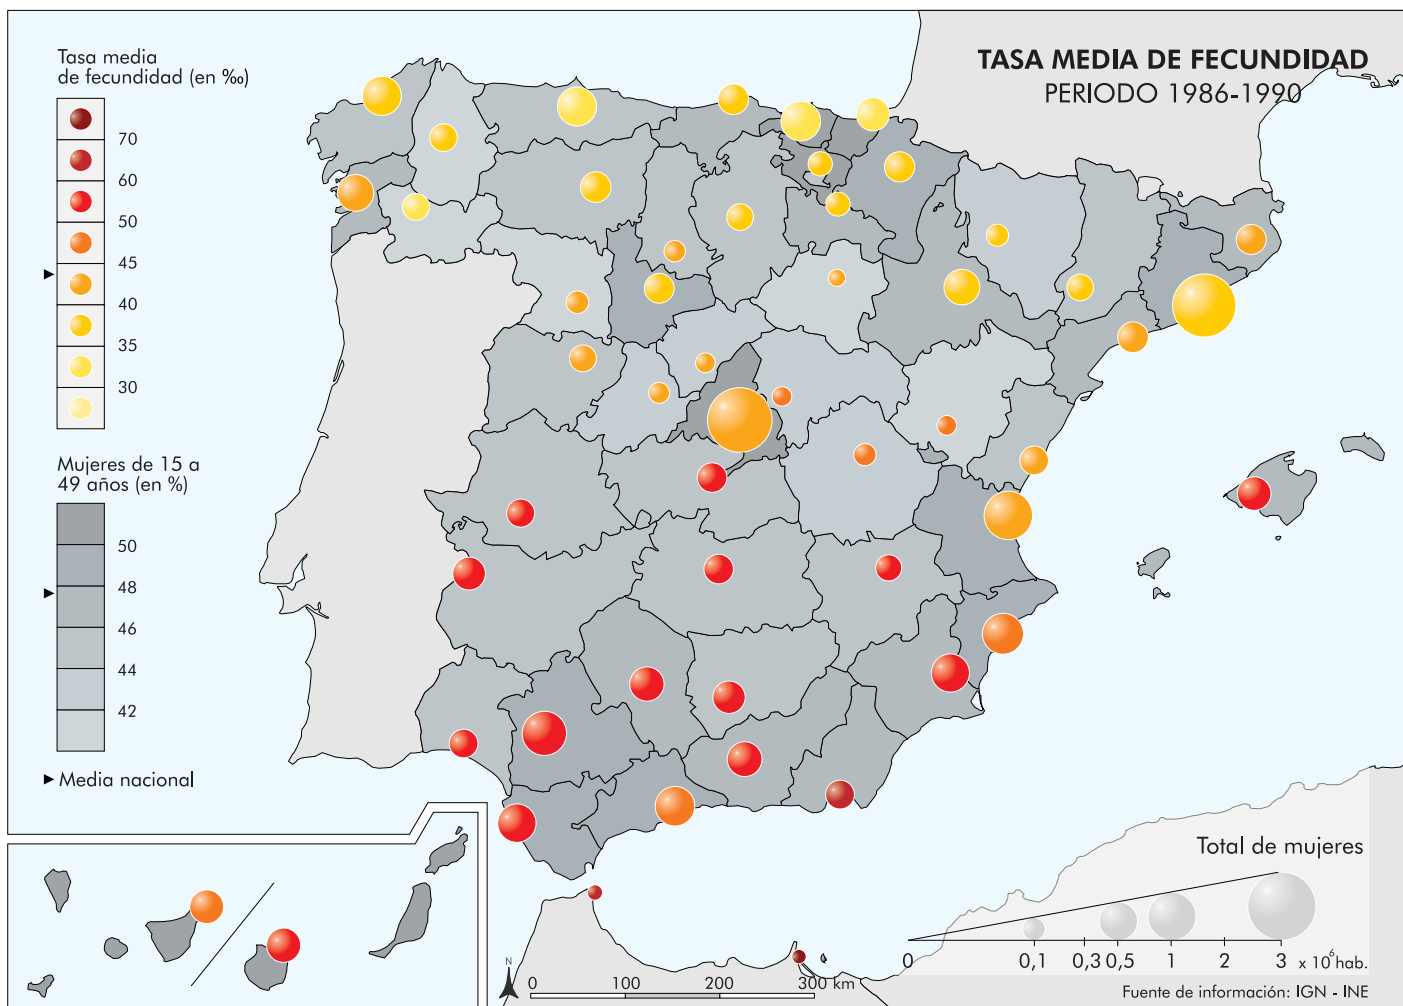 TASA MEDIA DE FECUNDIDAD
PERIODO 1986-1990
Tasa media
de fecundidad (en ‰)
70
60
50
45
40
35
30
Mujeres de 15 a
49 años (en %)
50
48
46
44
42
Media nacional
Total de mujeres
0
0,1
0,3
0,5
1
2
3
x 10⁶ hab.
N
0
100
200
300 km
Fuente de información: IGN - INE